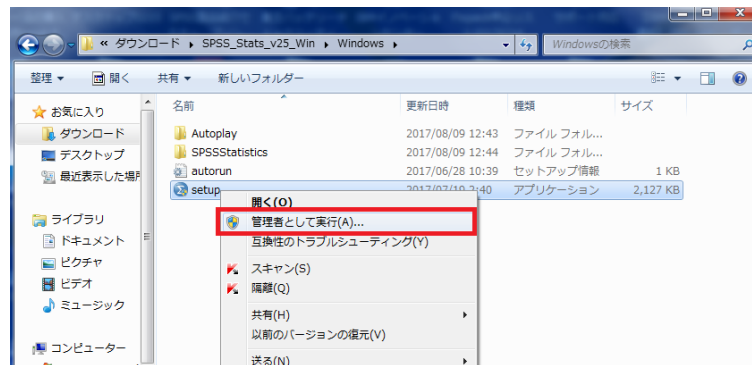 « ダウンロード ▸ SPSS_Stats_v25_Win ▸ Windows ▸
Windowsの検索
整理 ▼ 開く 共有 ▼ 新しいフォルダー
名前 更新日時 種類 サイズ
お気に入り
ダウンロード
デスクトップ
最近表示した場所
ライブラリ
ドキュメント
ピクチャ
ビデオ
ミュージック
コンピューター
Autoplay 2017/08/09 12:43 ファイル フォル...
SPSSStatistics 2017/08/09 12:44 ファイル フォル...
autorun 2017/06/28 10:39 セットアップ情報 1 KB
setup 2017/07/19 2:40 アプリケーション 2,127 KB
開く(O)
管理者として実行(A)...
互換性のトラブルシューティング(Y)
スキャン(S)
隔離(Q)
共有(H)
以前のバージョンの復元(V)
送る(N)